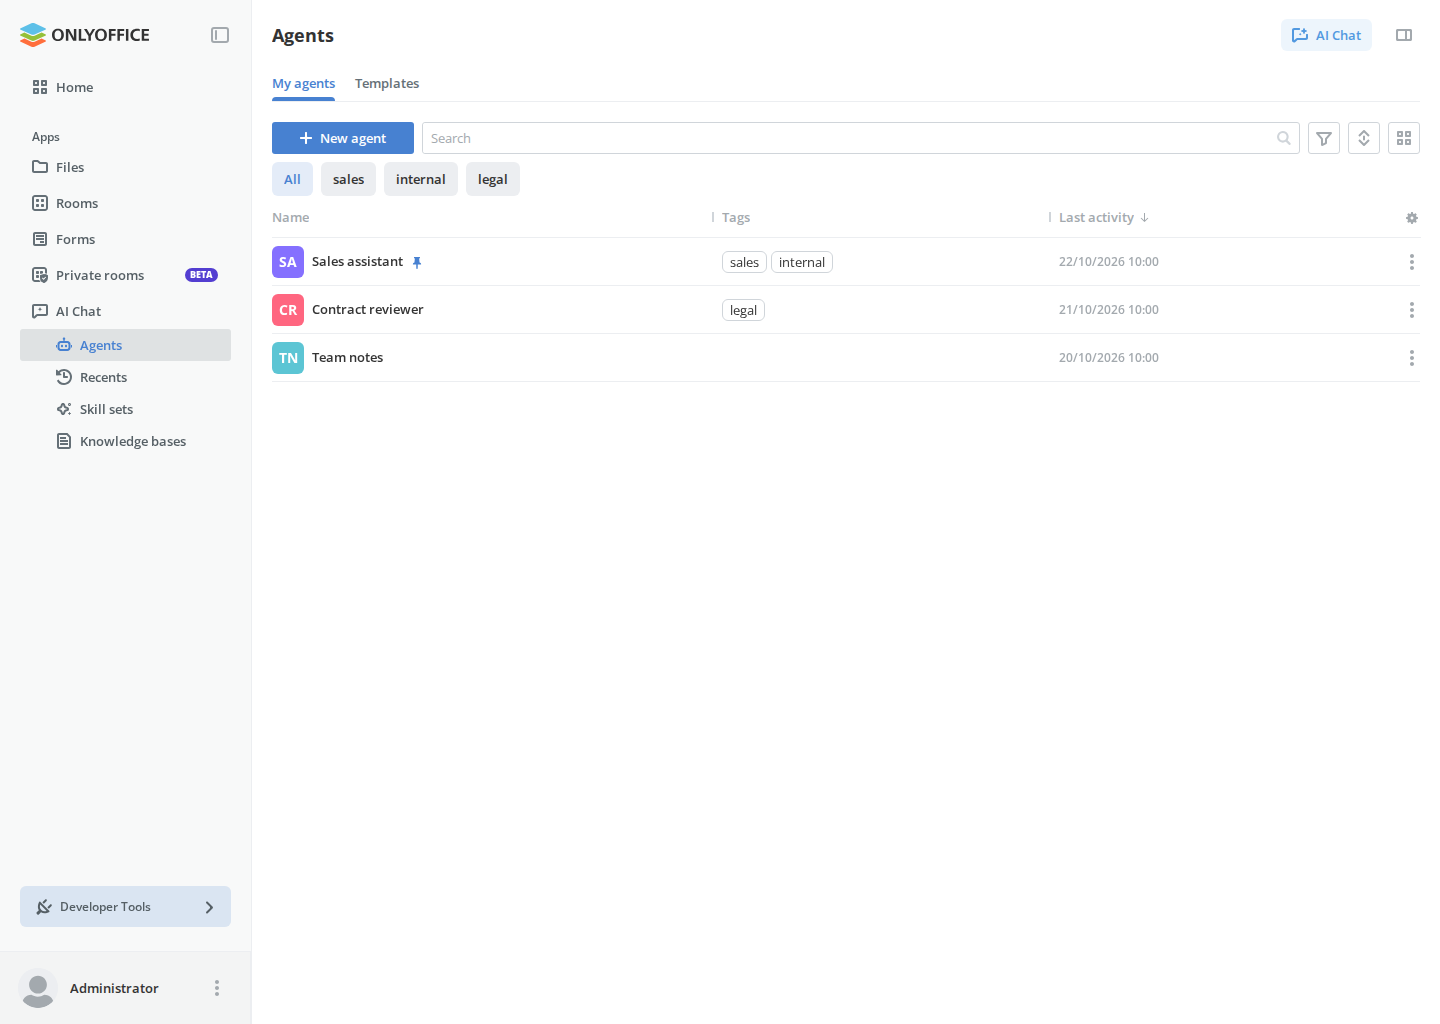 ONLYOFFICE
Home
Apps
Files
Rooms
Forms
Private rooms BETA
AI Chat
Agents
Recents
Skill sets
Knowledge bases
Developer Tools
Administrator
Agents
AI Chat
My agents Templates
New agent Search
All sales internal legal
Name Tags Last activity
SA Sales assistant sales internal 22/10/2026 10:00
CR Contract reviewer legal 21/10/2026 10:00
TN Team notes 20/10/2026 10:00